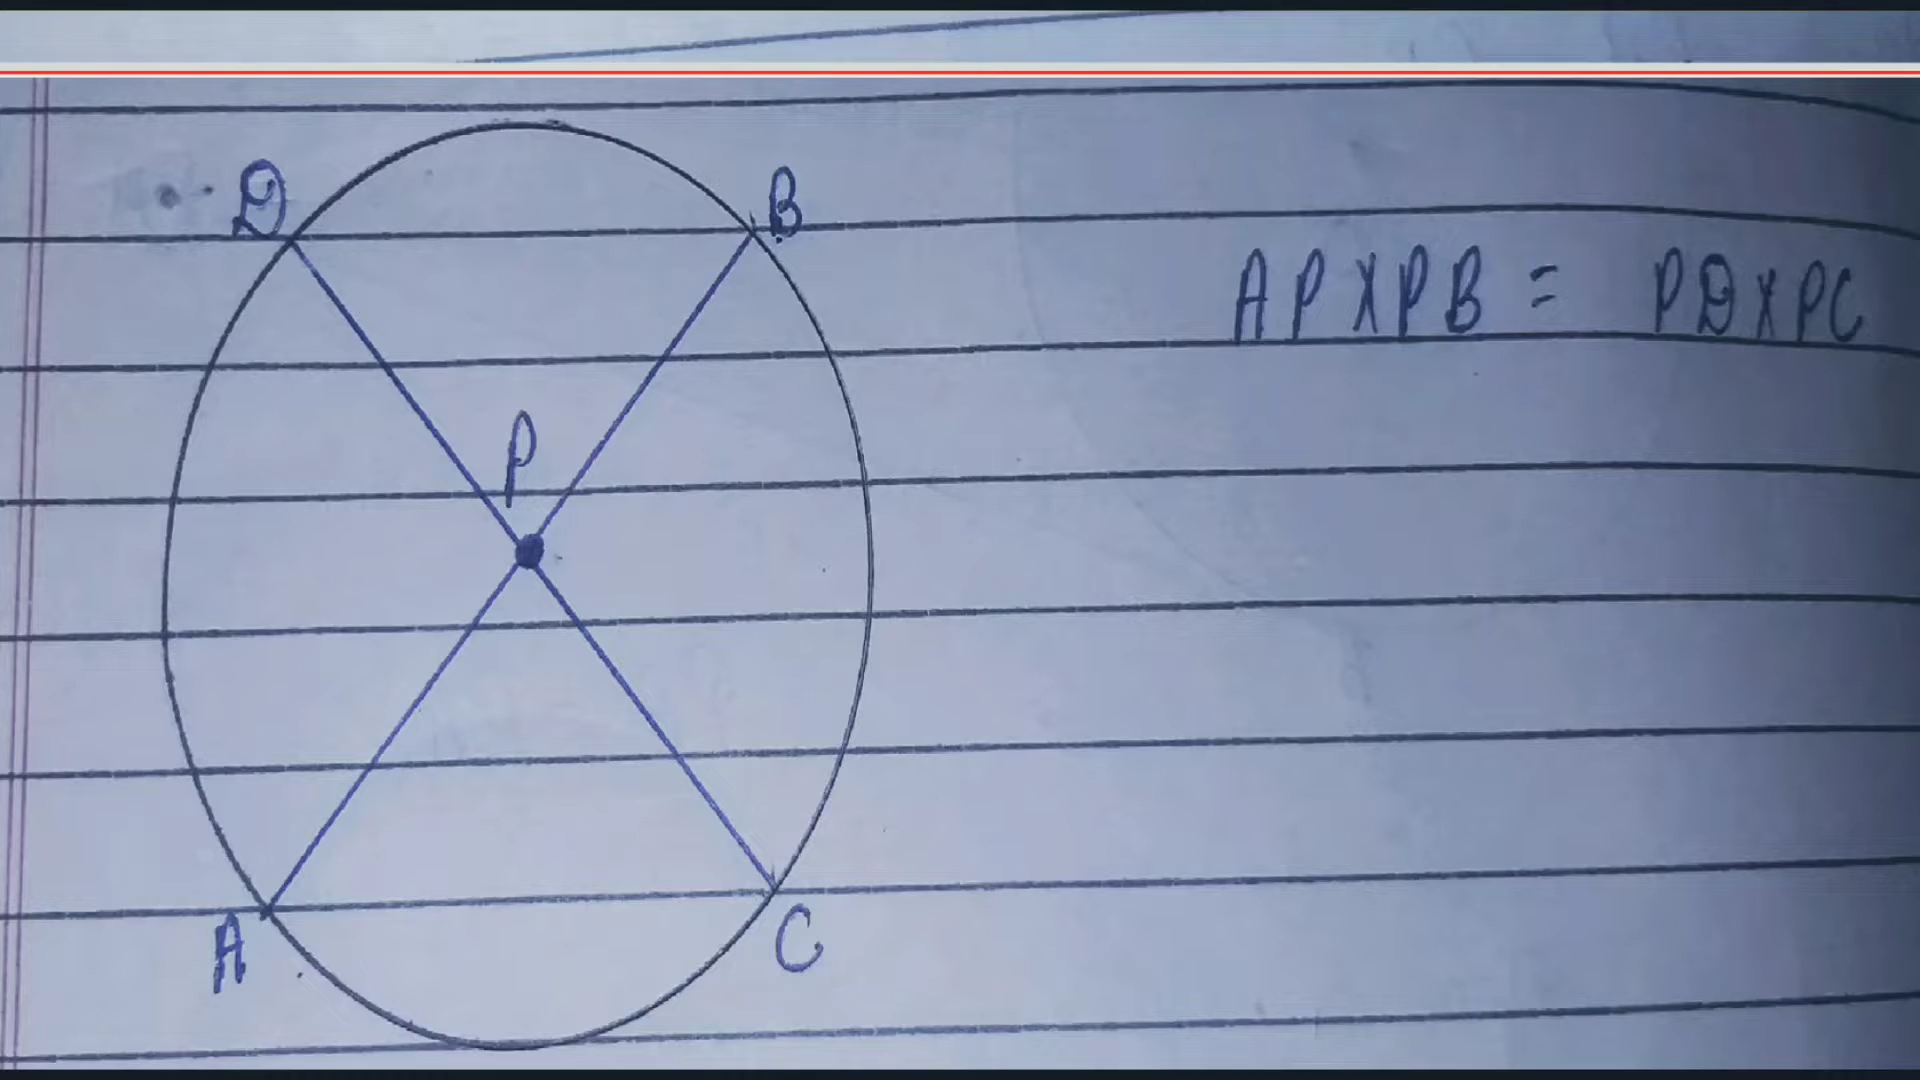 D
B
AP X PB = PD X PC
P
A
C